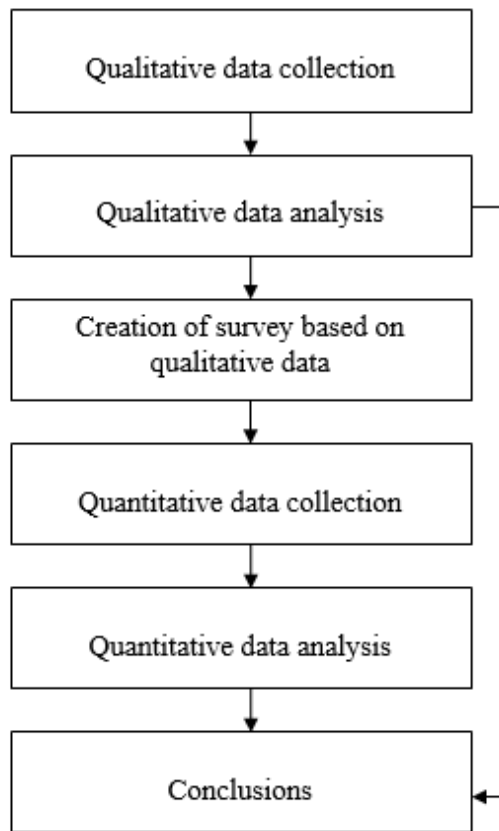 Qualitative data collection
Qualitative data analysis
Creation of survey based on
qualitative data
Quantitative data collection
Quantitative data analysis
Conclusions